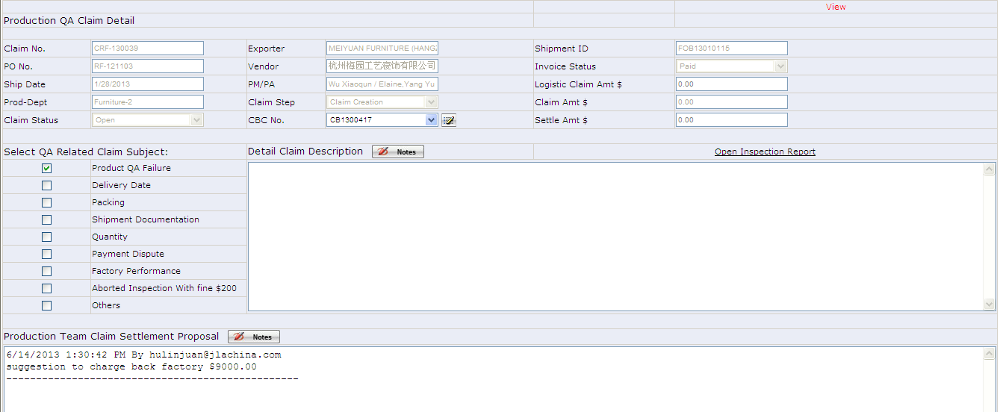 View
Production QA Claim Detail
Claim No. CRF-130039 Exporter MEIYUAN FURNITURE (HANGZ Shipment ID FOB13010115
PO No. RF-121103 Vendor 杭州梅园工艺寝饰有限公司 Invoice Status Paid
Ship Date 1/28/2013 PM/PA Wu Xiaoqun / Elaine,Yang Yu Logistic Claim Amt $ 0.00
Prod-Dept Furniture-2 Claim Step Claim Creation Claim Amt $ 0.00
Claim Status Open CBC No. CB1300417 Settle Amt $ 0.00
Select QA Related Claim Subject: Detail Claim Description Notes Open Inspection Report
Product QA Failure
Delivery Date
Packing
Shipment Documentation
Quantity
Payment Dispute
Factory Performance
Aborted Inspection With fine $200
Others
Production Team Claim Settlement Proposal Notes
6/14/2013 1:30:42 PM By hulinjuan@jlachina.com
suggestion to charge back factory $9000.00
-------------------------------------------------